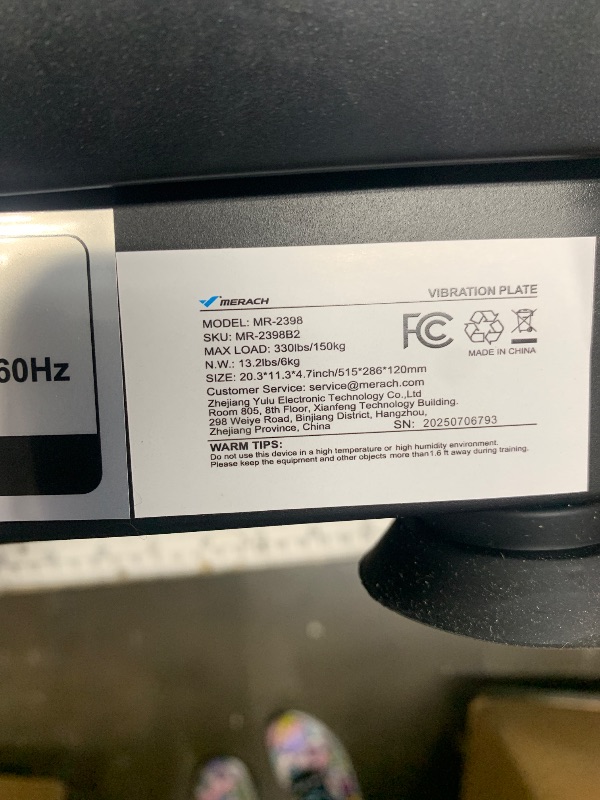 60Hz
MERACH
VIBRATION PLATE
MODEL: MR-2398
SKU: MR-2398B2
MAX LOAD: 330lbs/150kg
N.W.: 13.2lbs/6kg
SIZE: 20.3*11.3*4.7inch/515*286*120mm
FC
MADE IN CHINA
Customer Service: service@merach.com
Zhejiang Yulu Electronic Technology Co.,Ltd
Room 805, 8th Floor, Xianfeng Technology Building.
298 Weiye Road, Binjiang District, Hangzhou,
Zhejiang Province, China
SN: 20250706793
WARM TIPS:
Do not use this device in a high temperature or high humidity environment.
Please keep the equipment and other objects more than1.6 ft away during training.